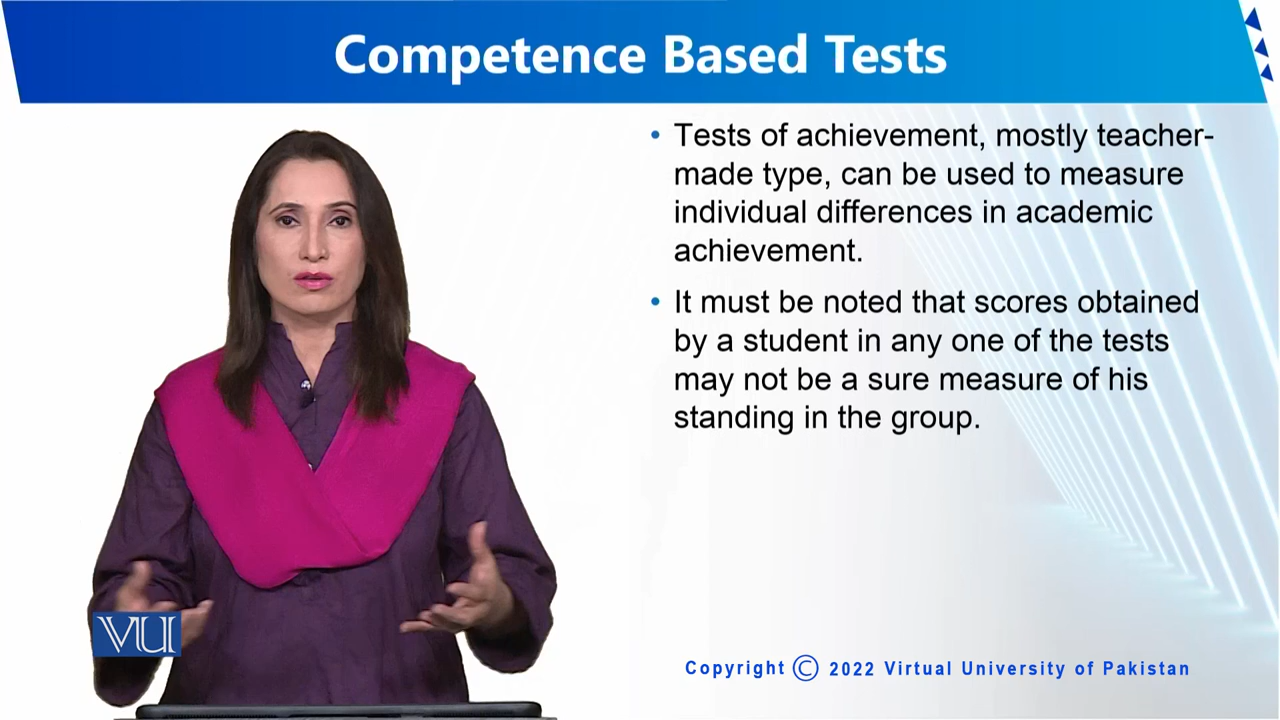 Competence Based Tests
• Tests of achievement, mostly teacher-
made type, can be used to measure
individual differences in academic
achievement.
• It must be noted that scores obtained
by a student in any one of the tests
may not be a sure measure of his
standing in the group.
VU
Copyright © 2022 Virtual University of Pakistan